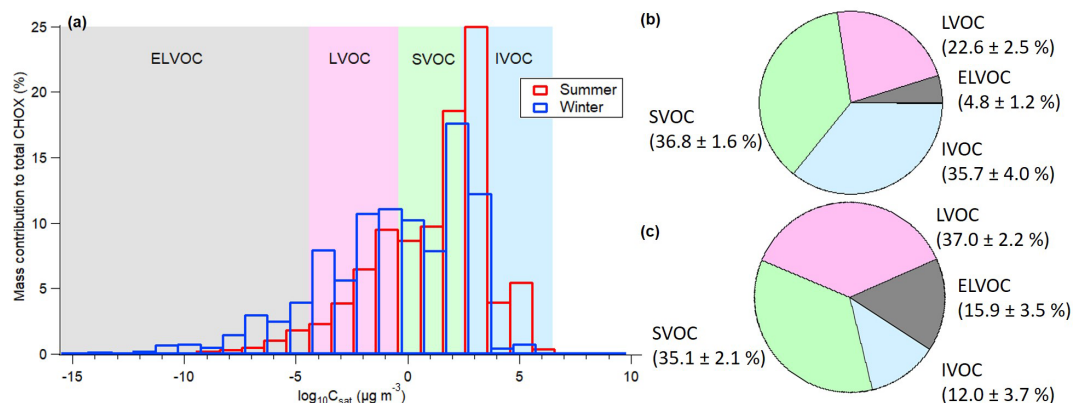 (a)
25
20
15
10
5
0
Mass contribution to total CHOX (%)
ELVOC
LVOC
SVOC
IVOC
Summer
Winter
-15
-10
-5
0
5
10
log10Csat (µg m-3)
(b)
LVOC
(22.6 ± 2.5 %)
ELVOC
(4.8 ± 1.2 %)
SVOC
(36.8 ± 1.6 %)
IVOC
(35.7 ± 4.0 %)
(c)
LVOC
(37.0 ± 2.2 %)
ELVOC
(15.9 ± 3.5 %)
SVOC
(35.1 ± 2.1 %)
IVOC
(12.0 ± 3.7 %)